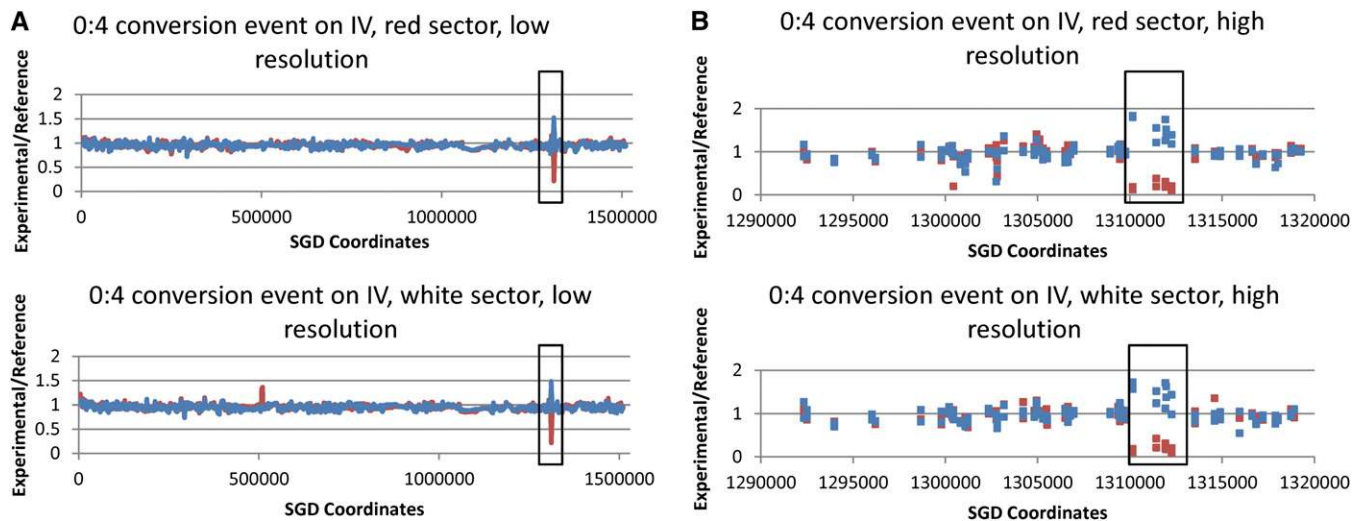 A
0:4 conversion event on IV, red sector, low
resolution
Experimental/Reference
2
1.5
1
0.5
0
0 500000 1000000 1500000
SGD Coordinates
0:4 conversion event on IV, white sector, low
resolution
Experimental/Reference
2
1.5
1
0.5
0
0 500000 1000000 1500000
SGD Coordinates
B
0:4 conversion event on IV, red sector, high
resolution
Experimental/Reference
2
1
0
1290000 1295000 1300000 1305000 1310000 1315000 1320000
SGD Coordinates
0:4 conversion event on IV, white sector, high
resolution
Experimental/Reference
2
1
0
1290000 1295000 1300000 1305000 1310000 1315000 1320000
SGD Coordinates